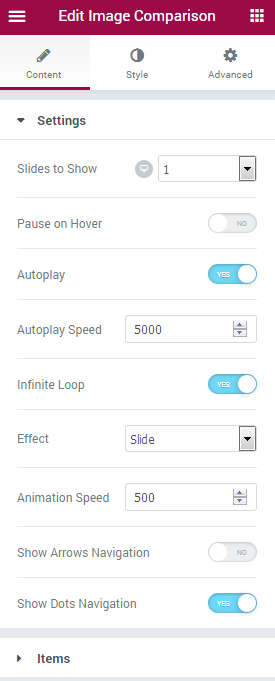 Edit Image Comparison
Content Style Advanced
Settings
Slides to Show 1
Pause on Hover NO
Autoplay YES
Autoplay Speed 5000
Infinite Loop YES
Effect Slide
Animation Speed 500
Show Arrows Navigation NO
Show Dots Navigation YES
Items